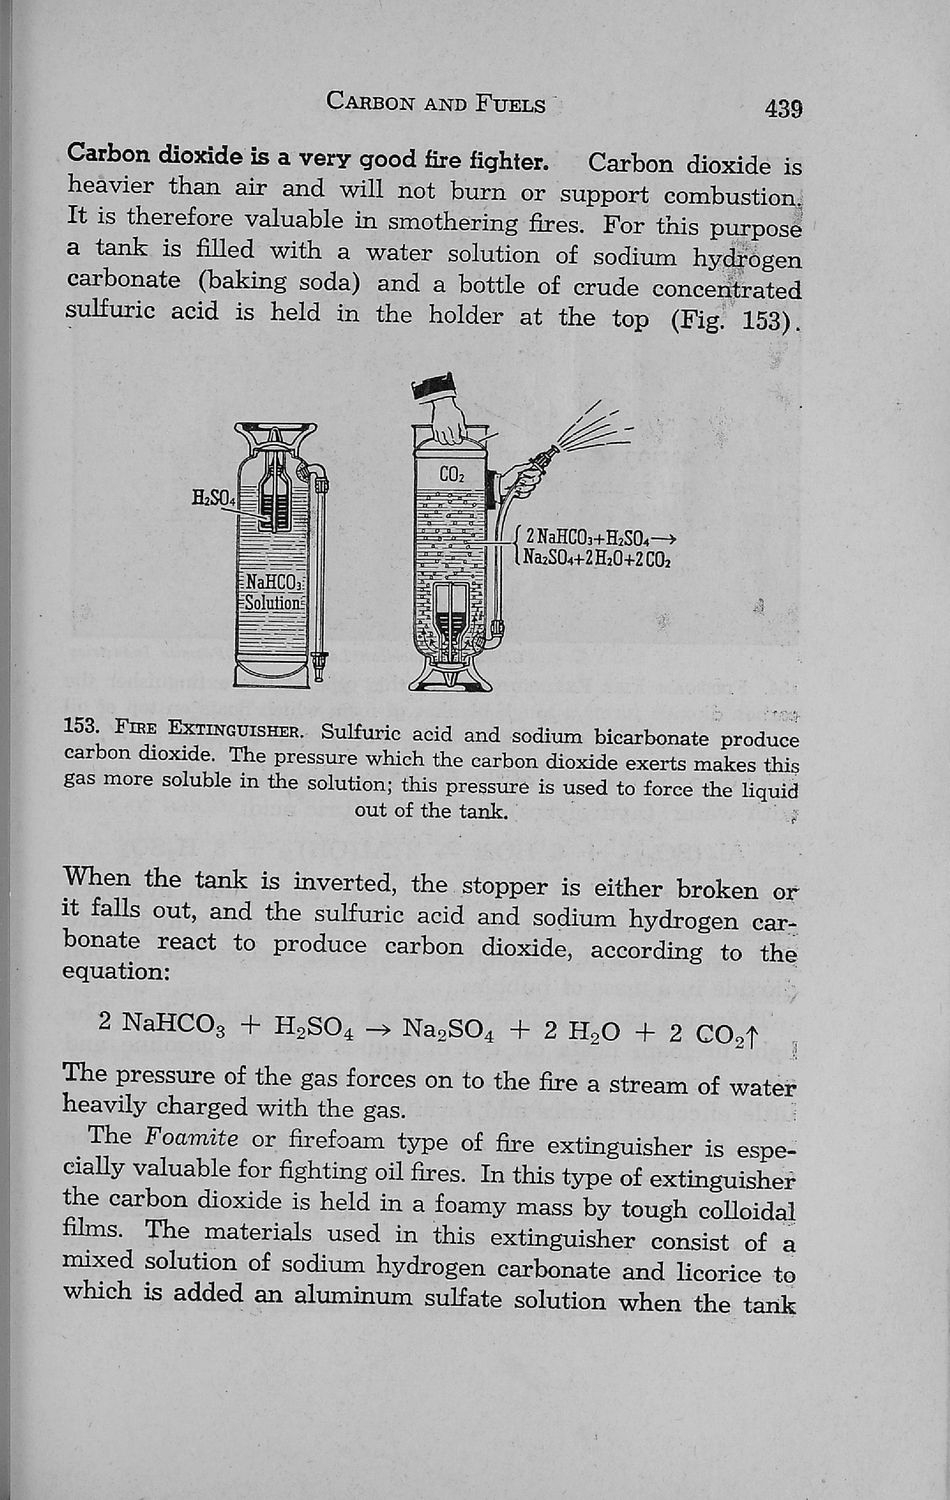 CARBON AND FUELS 439
Carbon dioxide is a very good fire fighter. Carbon dioxide is
heavier than air and will not burn or support combustion.
It is therefore valuable in smothering fires. For this purpose
a tank is filled with a water solution of sodium hydrogen
carbonate (baking soda) and a bottle of crude concentrated
sulfuric acid is held in the holder at the top (Fig. 153).
CO₂
H₂SO₄
2 NaHCO₃+H₂SO₄→
Na₂SO₄+2H₂O+2CO₂
NaHCO₃
Solution
153. FIRE EXTINGUISHER. Sulfuric acid and sodium bicarbonate produce
carbon dioxide. The pressure which the carbon dioxide exerts makes this
gas more soluble in the solution; this pressure is used to force the liquid
out of the tank.
When the tank is inverted, the stopper is either broken or
it falls out, and the sulfuric acid and sodium hydrogen car-
bonate react to produce carbon dioxide, according to the
equation:
2 NaHCO₃ + H₂SO₄ → Na₂SO₄ + 2 H₂O + 2 CO₂↑
The pressure of the gas forces on to the fire a stream of water
heavily charged with the gas.
The Foamite or firefoam type of fire extinguisher is espe-
cially valuable for fighting oil fires. In this type of extinguisher
the carbon dioxide is held in a foamy mass by tough colloidal
films. The materials used in this extinguisher consist of a
mixed solution of sodium hydrogen carbonate and licorice to
which is added an aluminum sulfate solution when the tank